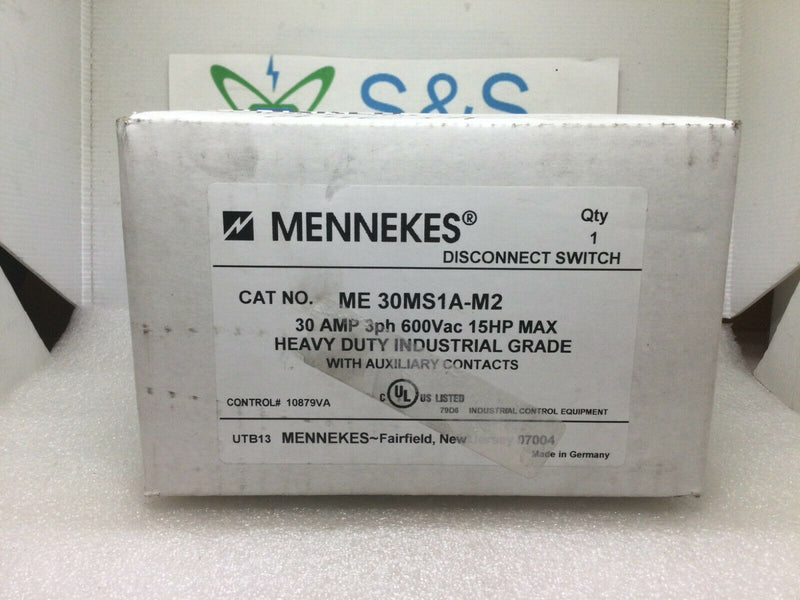 S&S
MENNEKES®
Qty
1
DISCONNECT SWITCH
CAT NO. ME 30MS1A-M2
30 AMP 3ph 600Vac 15HP MAX
HEAVY DUTY INDUSTRIAL GRADE
WITH AUXILIARY CONTACTS
CONTROL# 10879VA
C UL US LISTED
79D6 INDUSTRIAL CONTROL EQUIPMENT
UTB13 MENNEKES~Fairfield, New Jersey 07004
Made in Germany